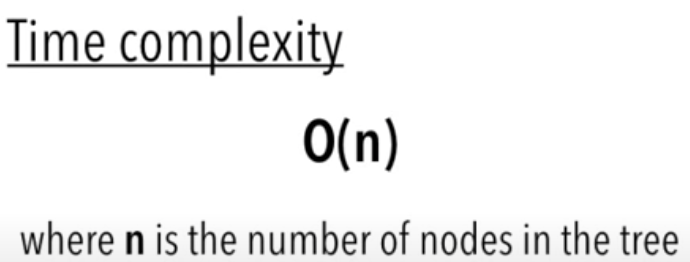 Time complexity
O(n)
where n is the number of nodes in the tree